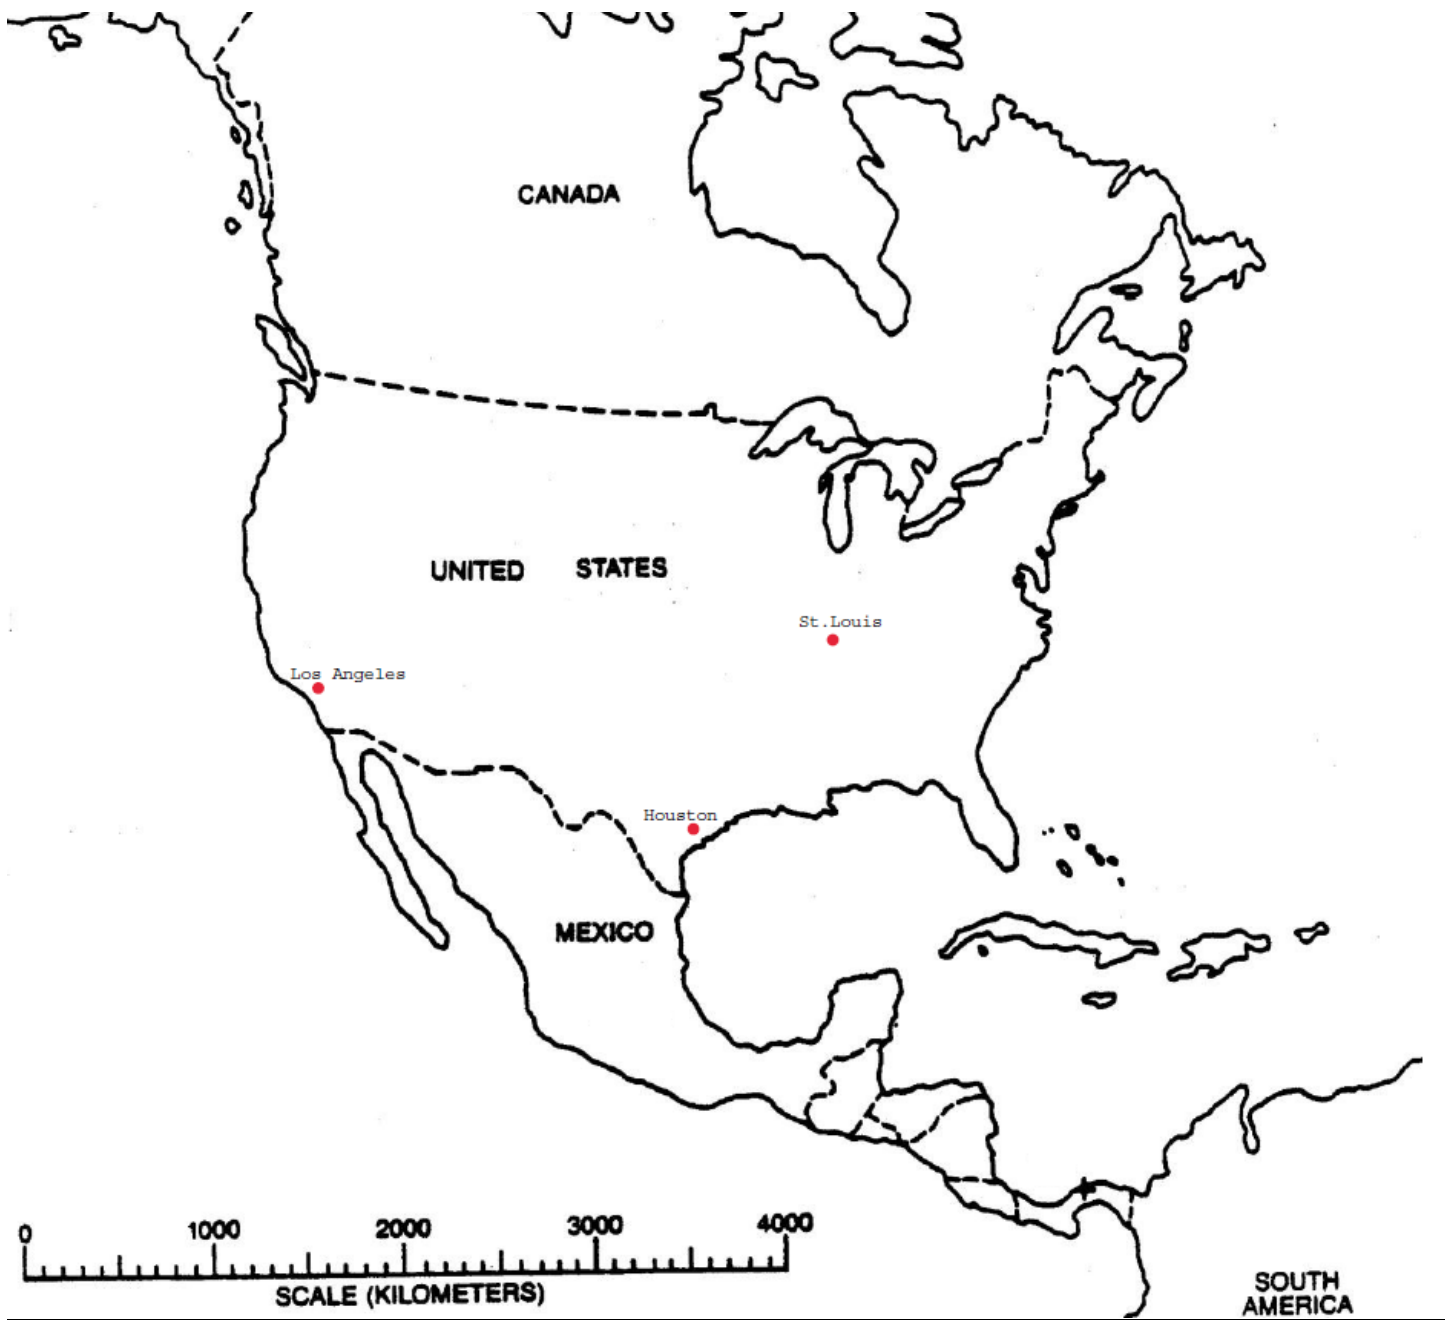 CANADA
UNITED STATES
St.Louis
Los Angeles
Houston
MEXICO
0 1000 2000 3000 4000
SCALE (KILOMETERS)
SOUTH
AMERICA